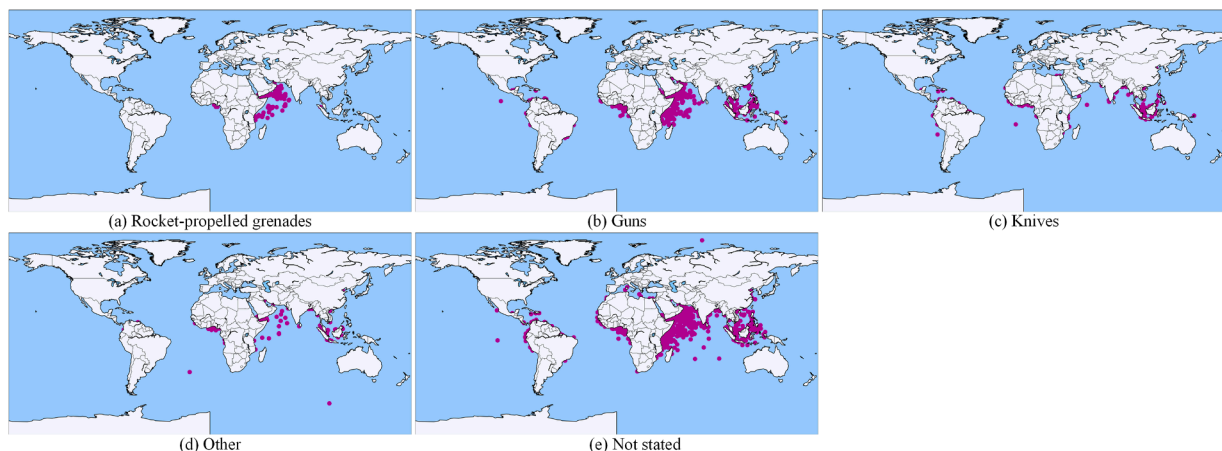 (a) Rocket-propelled grenades
(b) Guns
(c) Knives
(d) Other
(e) Not stated